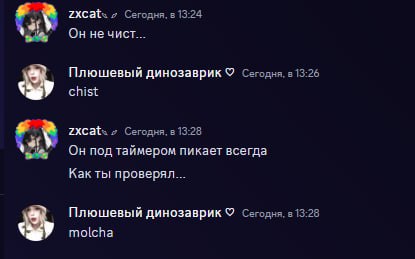 zxcat Сегодня, в 13:24
Он не чист...
Плюшевый динозаврик ♡ Сегодня, в 13:26
chist
zxcat Сегодня, в 13:28
Он под таймером пикает всегда
Как ты проверял...
Плюшевый динозаврик ♡ Сегодня, в 13:28
molcha